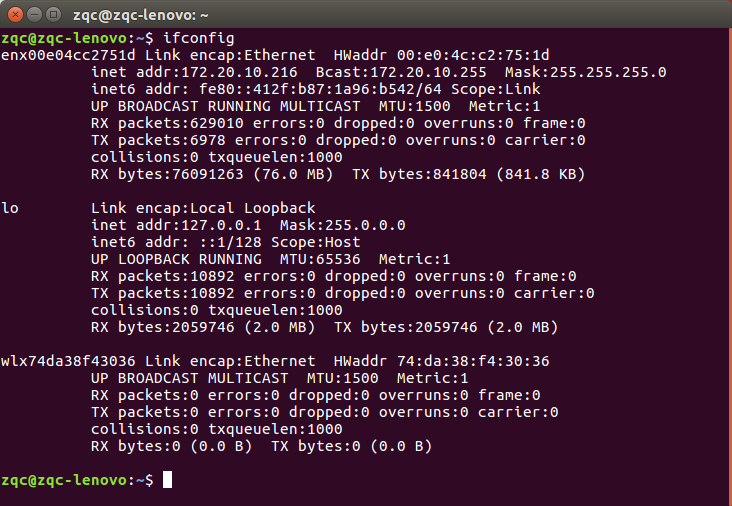 zqc@zqc-lenovo: ~
zqc@zqc-lenovo:~$ ifconfig
enx00e04cc2751d Link encap:Ethernet  HWaddr 00:e0:4c:c2:75:1d
          inet addr:172.20.10.216  Bcast:172.20.10.255  Mask:255.255.255.0
          inet6 addr: fe80::412f:b87:1a96:b542/64 Scope:Link
          UP BROADCAST RUNNING MULTICAST  MTU:1500  Metric:1
          RX packets:629010 errors:0 dropped:0 overruns:0 frame:0
          TX packets:6978 errors:0 dropped:0 overruns:0 carrier:0
          collisions:0 txqueuelen:1000
          RX bytes:76091263 (76.0 MB)  TX bytes:841804 (841.8 KB)

lo        Link encap:Local Loopback
          inet addr:127.0.0.1  Mask:255.0.0.0
          inet6 addr: ::1/128 Scope:Host
          UP LOOPBACK RUNNING  MTU:65536  Metric:1
          RX packets:10892 errors:0 dropped:0 overruns:0 frame:0
          TX packets:10892 errors:0 dropped:0 overruns:0 carrier:0
          collisions:0 txqueuelen:1000
          RX bytes:2059746 (2.0 MB)  TX bytes:2059746 (2.0 MB)

wlx74da38f43036 Link encap:Ethernet  HWaddr 74:da:38:f4:30:36
          UP BROADCAST MULTICAST  MTU:1500  Metric:1
          RX packets:0 errors:0 dropped:0 overruns:0 frame:0
          TX packets:0 errors:0 dropped:0 overruns:0 carrier:0
          collisions:0 txqueuelen:1000
          RX bytes:0 (0.0 B)  TX bytes:0 (0.0 B)

zqc@zqc-lenovo:~$